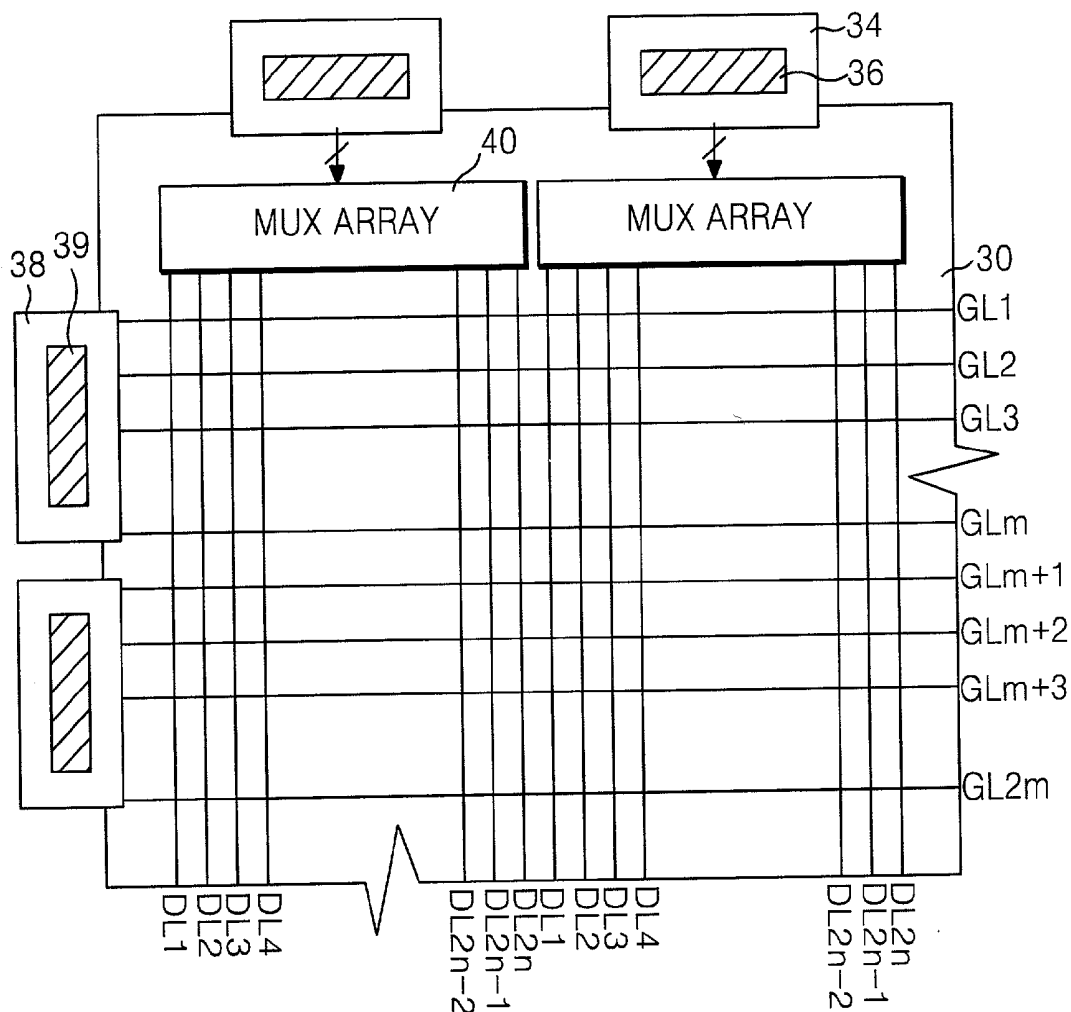 34
36
40
MUX ARRAY
MUX ARRAY
38
39
30
GL1
GL2
GL3
GLm
GLm+1
GLm+2
GLm+3
GL2m
DL1
DL2
DL3
DL4
DL2n-2
DL2n-1
DL2n
DL1
DL2
DL3
DL4
DL2n-2
DL2n-1
DL2n